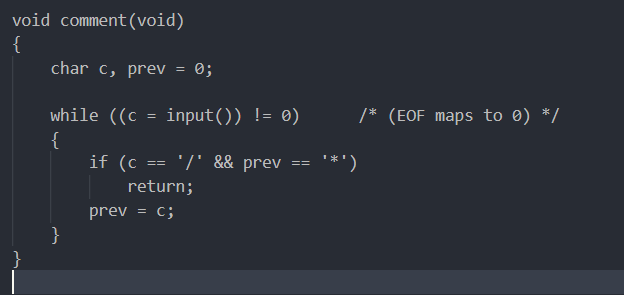 void comment(void)
{
    char c, prev = 0;

    while ((c = input()) != 0)      /* (EOF maps to 0) */
    {
        if (c == '/' && prev == '*')
            return;
        prev = c;
    }
}